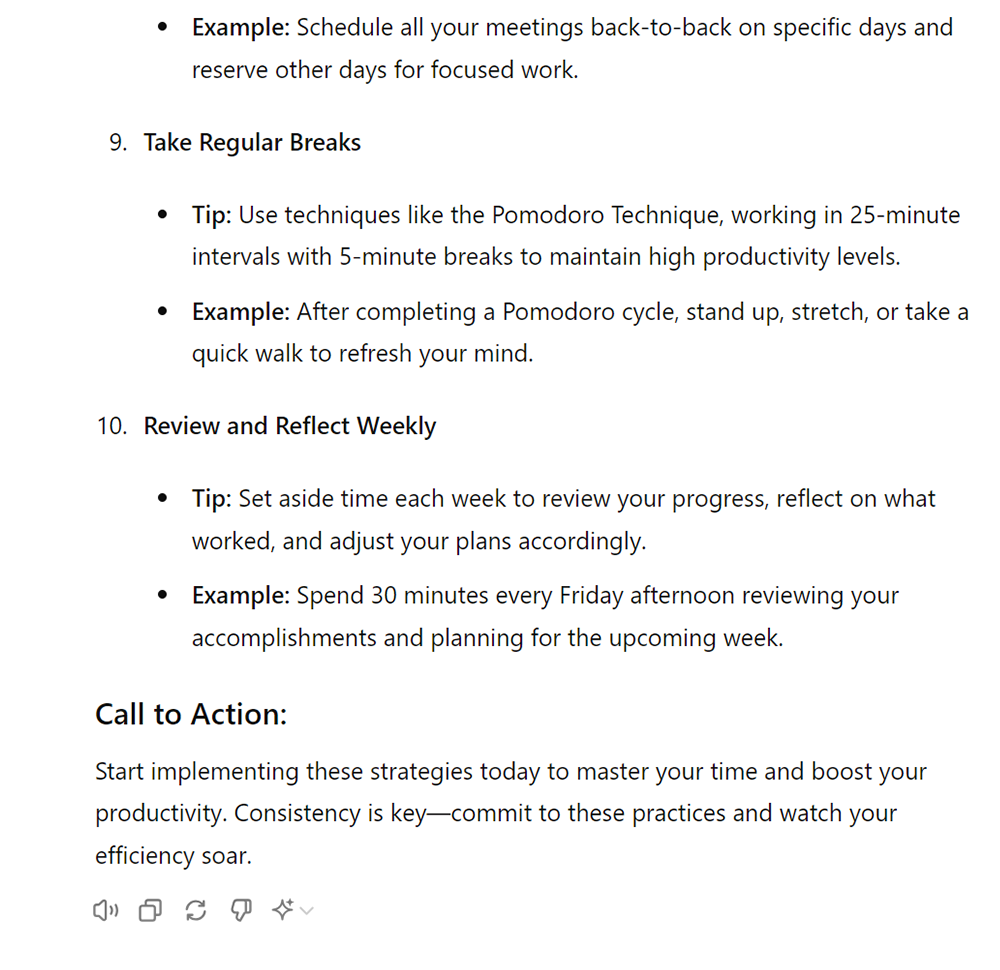 • Example: Schedule all your meetings back-to-back on specific days and
reserve other days for focused work.
9. Take Regular Breaks
• Tip: Use techniques like the Pomodoro Technique, working in 25-minute
intervals with 5-minute breaks to maintain high productivity levels.
• Example: After completing a Pomodoro cycle, stand up, stretch, or take a
quick walk to refresh your mind.
10. Review and Reflect Weekly
• Tip: Set aside time each week to review your progress, reflect on what
worked, and adjust your plans accordingly.
• Example: Spend 30 minutes every Friday afternoon reviewing your
accomplishments and planning for the upcoming week.
Call to Action:
Start implementing these strategies today to master your time and boost your
productivity. Consistency is key—commit to these practices and watch your
efficiency soar.